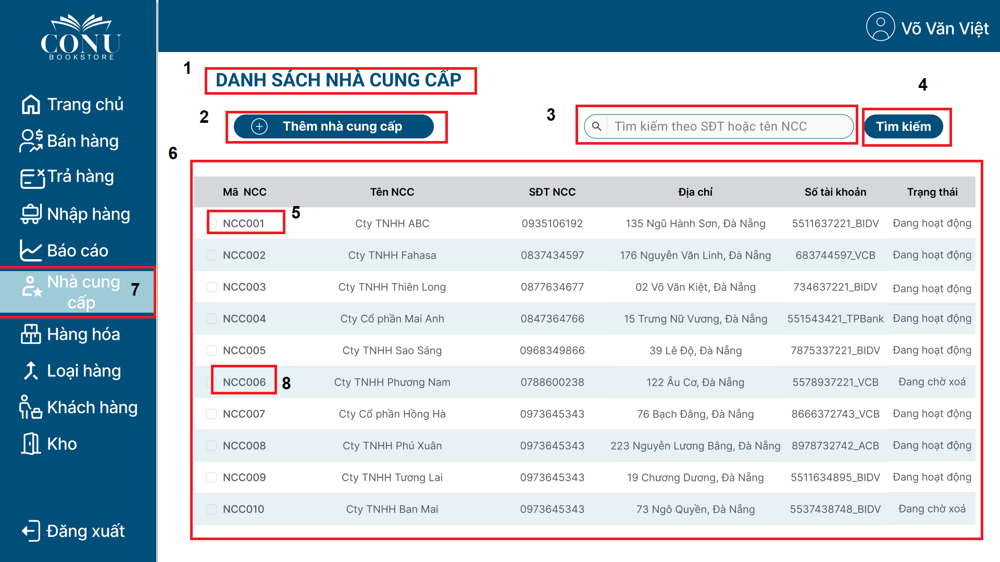 CONU
BOOKSTORE
Võ Văn Việt
Trang chủ
Bán hàng
Trả hàng
Nhập hàng
Báo cáo
Nhà cung
cấp
7
Hàng hóa
Loại hàng
Khách hàng
Kho
Đăng xuất
1
DANH SÁCH NHÀ CUNG CẤP
2
Thêm nhà cung cấp
3
Tìm kiếm theo SĐT hoặc tên NCC
4
Tìm kiếm
6
Mã NCC Tên NCC SĐT NCC Địa chỉ Số tài khoản Trạng thái
NCC001 5 Cty TNHH ABC 0935106192 135 Ngũ Hành Sơn, Đà Nẵng 5511637221_BIDV Đang hoạt động
NCC002 Cty TNHH Fahasa 0837434597 176 Nguyễn Văn Linh, Đà Nẵng 683744597_VCB Đang hoạt động
NCC003 Cty TNHH Thiên Long 0877634677 02 Võ Văn Kiệt, Đà Nẵng 734637221_BIDV Đang hoạt động
NCC004 Cty Cổ phần Mai Anh 0847364766 15 Trưng Nữ Vương, Đà Nẵng 551543421_TPBank Đang hoạt động
NCC005 Cty TNHH Sao Sáng 0968349866 39 Lê Độ, Đà Nẵng 7875337221_BIDV Đang hoạt động
NCC006 8 Cty TNHH Phương Nam 0788600238 122 Âu Cơ, Đà Nẵng 5578937221_VCB Đang chờ xoá
NCC007 Cty Cổ phần Hồng Hà 0973645343 76 Bạch Đằng, Đà Nẵng 8666372743_VCB Đang hoạt động
NCC008 Cty TNHH Phú Xuân 0973645343 223 Nguyễn Lương Bằng, Đà Nẵng 8978732742_ACB Đang hoạt động
NCC009 Cty TNHH Tương Lai 0973645343 19 Chương Dương, Đà Nẵng 5511634895_BIDV Đang hoạt động
NCC010 Cty TNHH Ban Mai 0973645343 73 Ngô Quyền, Đà Nẵng 5537438748_BIDV Đang chờ xoá